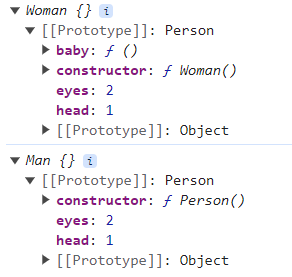 Woman {} i
[[Prototype]]: Person
baby: ƒ ()
constructor: ƒ Woman()
eyes: 2
head: 1
[[Prototype]]: Object
Man {} i
[[Prototype]]: Person
constructor: ƒ Person()
eyes: 2
head: 1
[[Prototype]]: Object